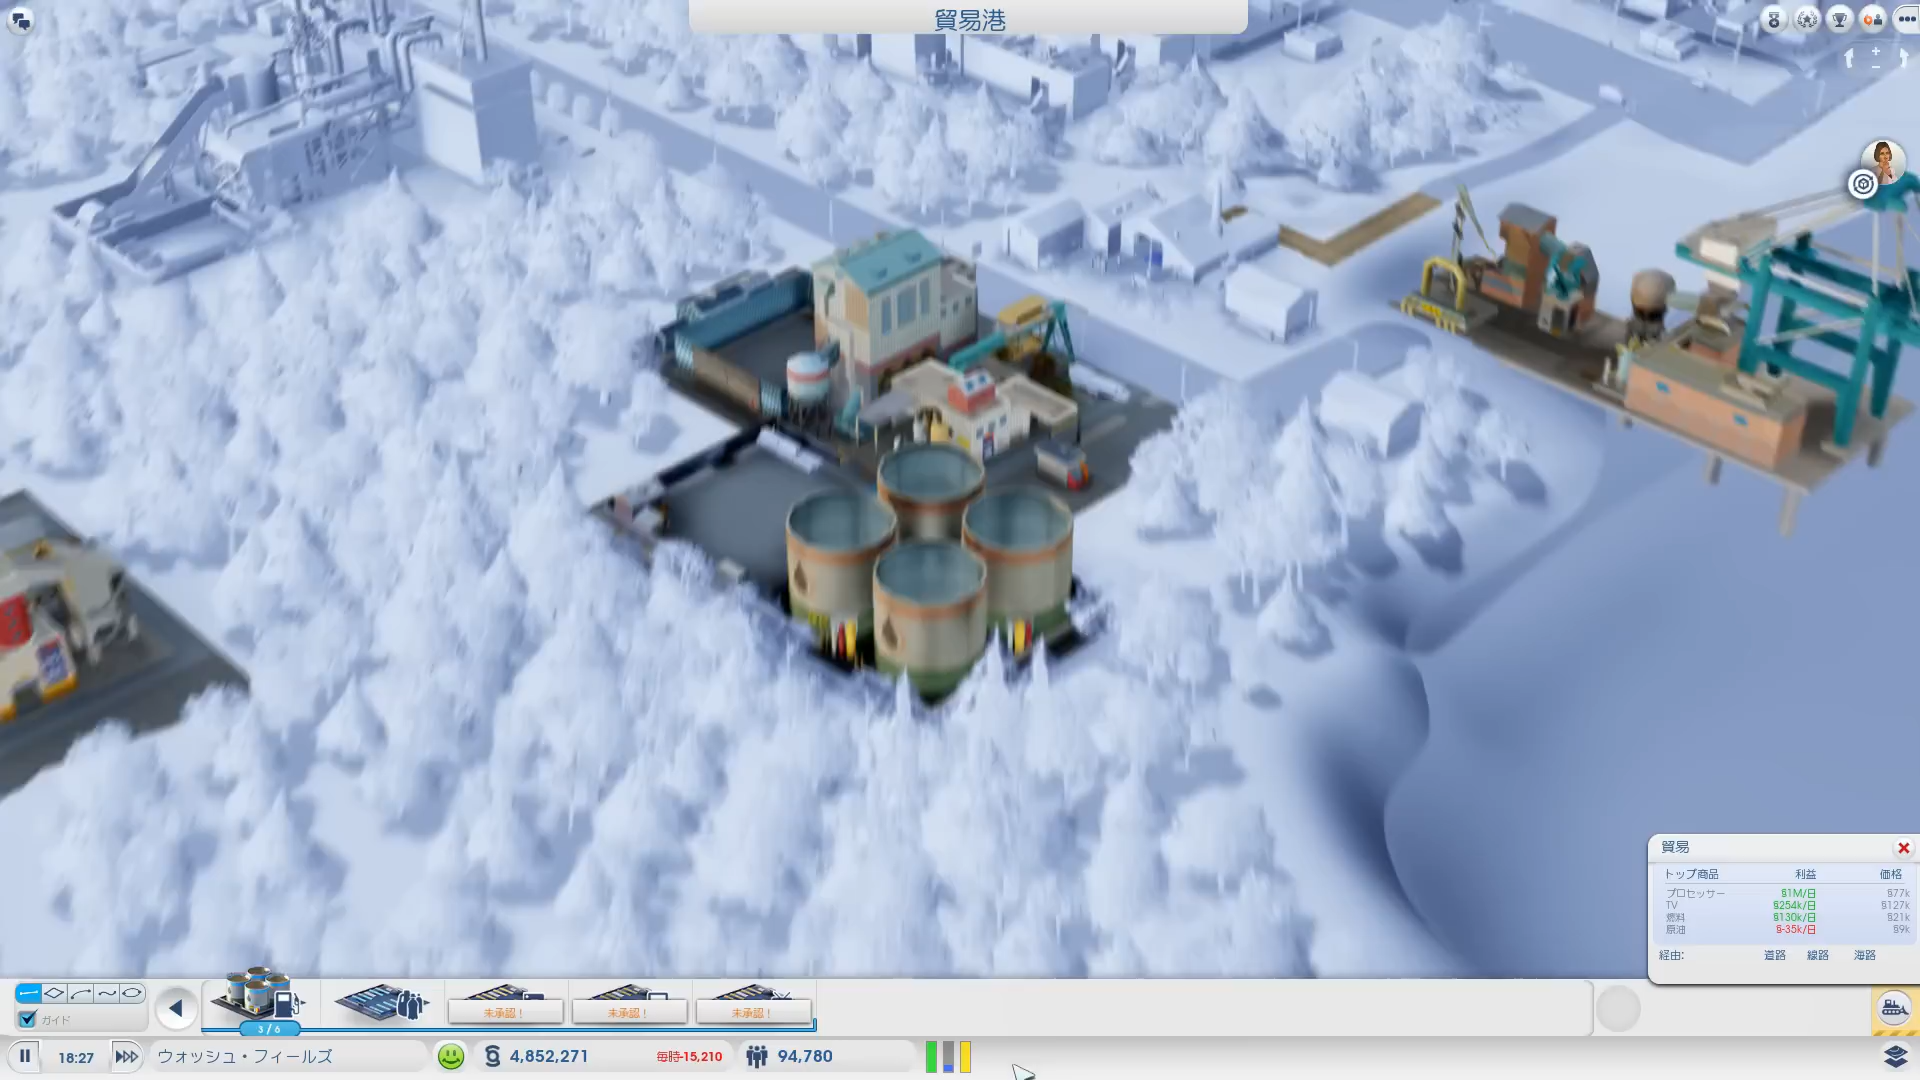 貿易港
貿易
トップ商品 利益 価格
プロセッサー §1M/日 §77k
TV §254k/日 §127k
燃料 §130k/日 §21k
原油 §-35k/日 §9k
経由: 道路 線路 海路
ガイド
3 / 6
未承認！
未承認！
未承認！
18:27
ウォッシュ・フィールズ
4,852,271
毎時-15,210
94,780